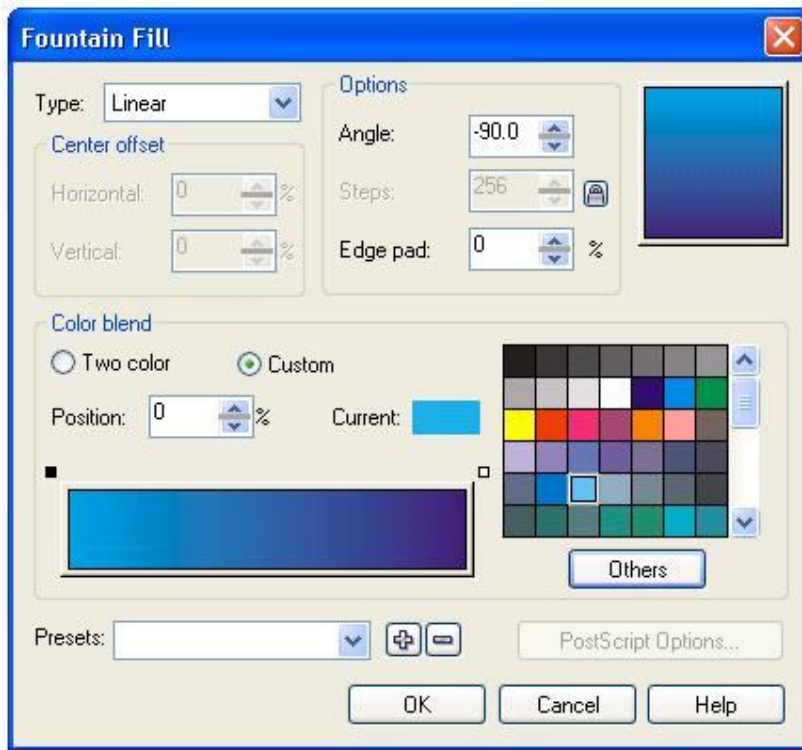 Fountain Fill
Type: Linear
Options
Angle: -90.0
Center offset
Horizontal: 0 %
Steps: 256
Vertical: 0 %
Edge pad: 0 %
Color blend
Two color Custom
Position: 0 % Current:
Others
Presets: PostScript Options...
OK Cancel Help